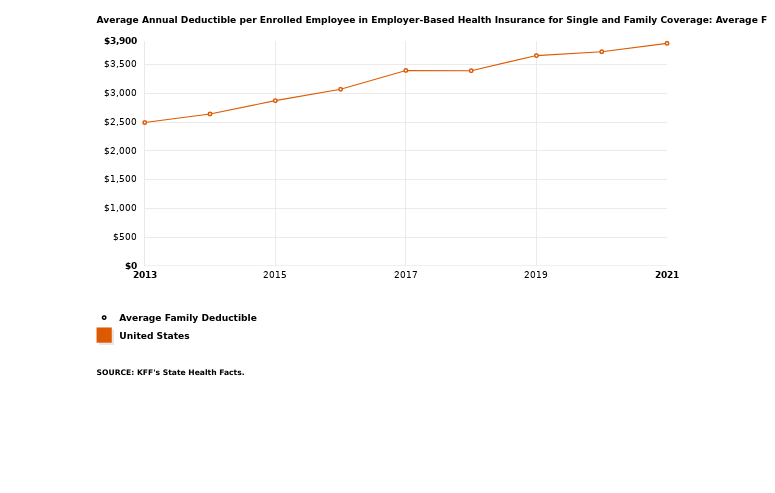 Average Annual Deductible per Enrolled Employee in Employer-Based Health Insurance for Single and Family Coverage: Average F
$3,900
$3,500
$3,000
$2,500
$2,000
$1,500
$1,000
$500
$0
2013 2015 2017 2019 2021
Average Family Deductible
United States
SOURCE: KFF's State Health Facts.